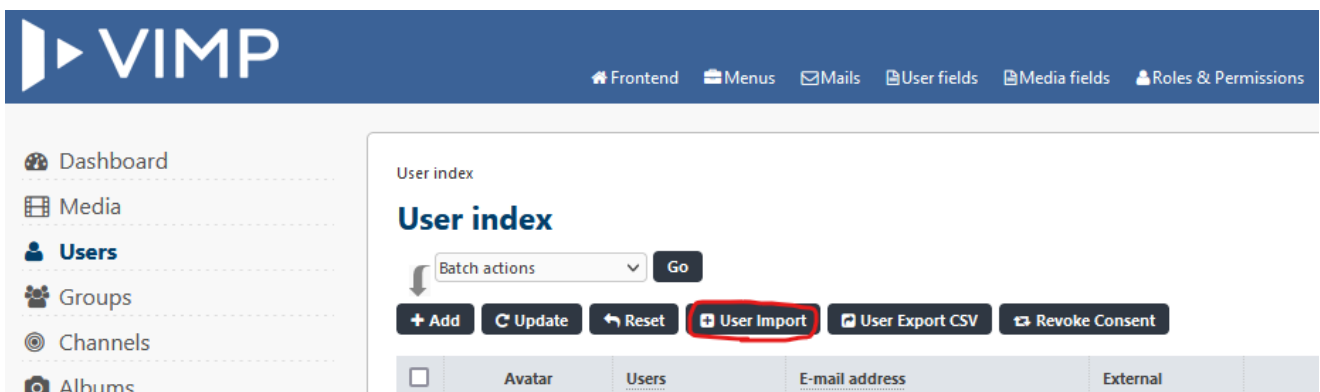 VIMP
Frontend Menus Mails User fields Media fields Roles & Permissions
Dashboard
Media
Users
Groups
Channels
Albums
User index
User index
Batch actions Go
Add Update Reset User Import User Export CSV Revoke Consent
Avatar Users E-mail address External